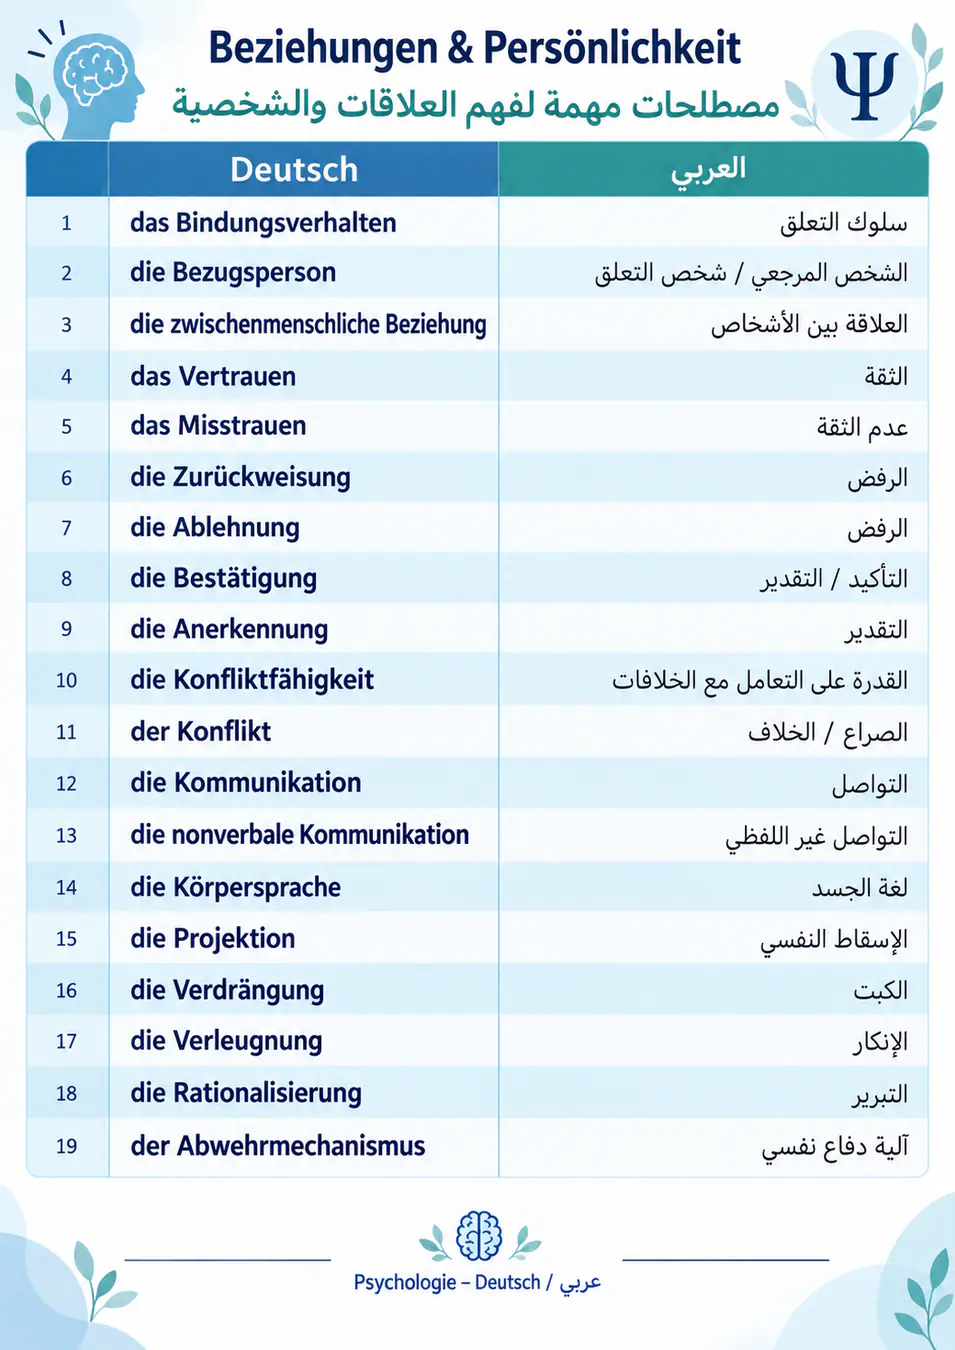 Beziehungen & Persönlichkeit
مصطلحات مهمة لفهم العلاقات والشخصية
Ψ
Deutsch العربي
1 das Bindungsverhalten سلوك التعلق
2 die Bezugsperson الشخص المرجعي / شخص التعلق
3 die zwischenmenschliche Beziehung العلاقة بين الأشخاص
4 das Vertrauen الثقة
5 das Misstrauen عدم الثقة
6 die Zurückweisung الرفض
7 die Ablehnung الرفض
8 die Bestätigung التأكيد / التقدير
9 die Anerkennung التقدير
10 die Konfliktfähigkeit القدرة على التعامل مع الخلافات
11 der Konflikt الصراع / الخلاف
12 die Kommunikation التواصل
13 die nonverbale Kommunikation التواصل غير اللفظي
14 die Körpersprache لغة الجسد
15 die Projektion الإسقاط النفسي
16 die Verdrängung الكبت
17 die Verleugnung الإنكار
18 die Rationalisierung التبرير
19 der Abwehrmechanismus آلية دفاع نفسي
Psychologie – Deutsch / عربي